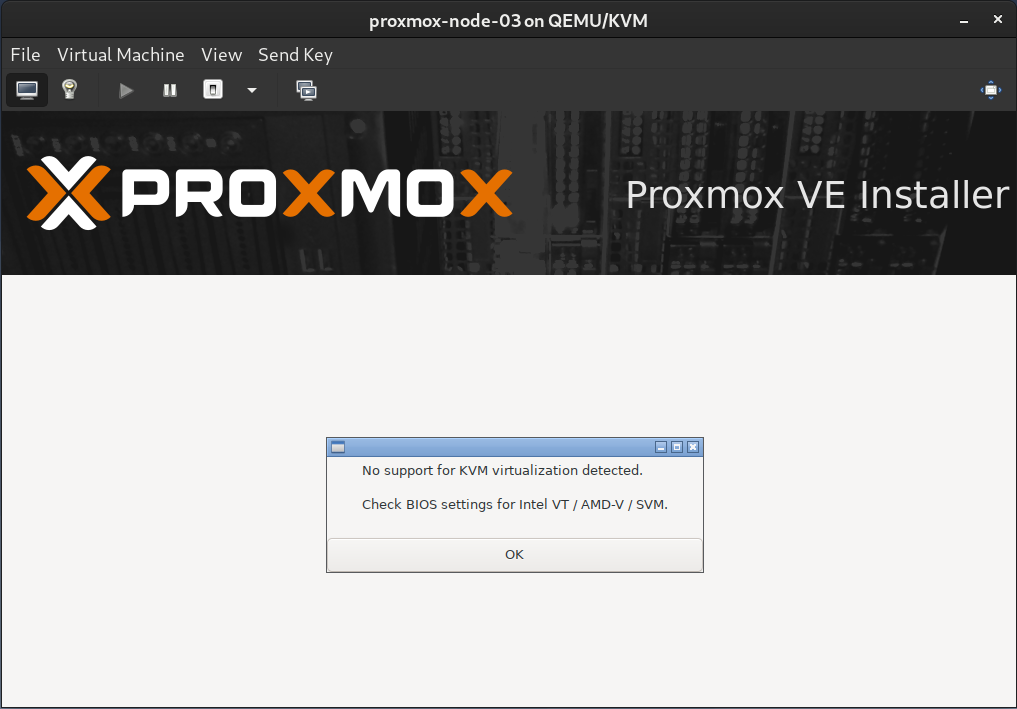 proxmox-node-03 on QEMU/KVM
File Virtual Machine View Send Key
PROXMOX
Proxmox VE Installer
No support for KVM virtualization detected.
Check BIOS settings for Intel VT / AMD-V / SVM.
OK